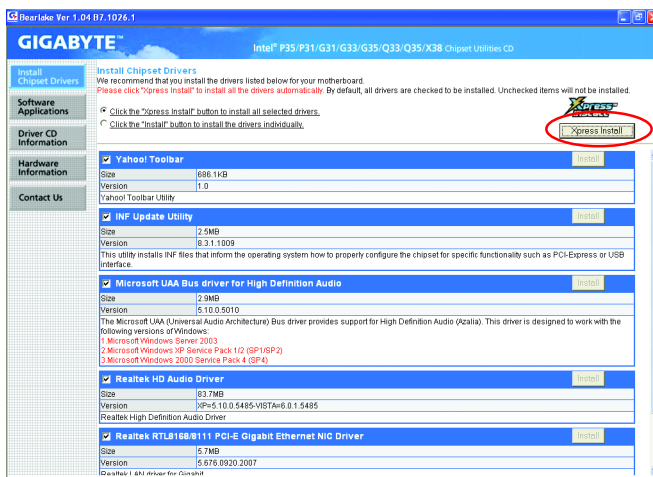 Bearlake Ver 1.04 B7.1026.1
GIGABYTE™
Intel® P35/P31/G31/G33/G35/Q33/Q35/X38 Chipset Utilities CD
Install
Chipset Drivers
Software
Applications
Driver CD
Information
Hardware
Information
Contact Us
Install Chipset Drivers
We recommend that you install the drivers listed below for your motherboard.
Please click "Xpress Install" to install all the drivers automatically. By default, all drivers are checked to be installed. Unchecked items will not be installed.
Click the "Xpress Install" button to install all selected drivers.
Click the "Install" button to install the drivers individually.
Xpress
Install
Xpress Install
Yahoo! Toolbar
Install
Size 686.1KB
Version 1.0
Yahoo! Toolbar Utility
INF Update Utility
Install
Size 2.5MB
Version 8.3.1.1009
This utility installs INF files that inform the operating system how to properly configure the chipset for specific functionality such as PCI-Express or USB
interface.
Microsoft UAA Bus driver for High Definition Audio
Install
Size 2.9MB
Version 5.10.0.5010
The Microsoft UAA (Universal Audio Architecture) Bus driver provides support for High Definition Audio (Azalia). This driver is designed to work with the
following versions of Windows:
1.Microsoft Windows Server 2003
2.Microsoft Windows XP Service Pack 1/2 (SP1/SP2)
3.Microsoft Windows 2000 Service Pack 4 (SP4)
Realtek HD Audio Driver
Install
Size 83.7MB
Version XP=5.10.0.5485-VISTA=6.0.1.5485
Realtek High Definition Audio Driver
Realtek RTL8168/8111 PCI-E Gigabit Ethernet NIC Driver
Install
Size 5.7MB
Version 5.676.0920.2007
Realtek LAN driver for Gigabit